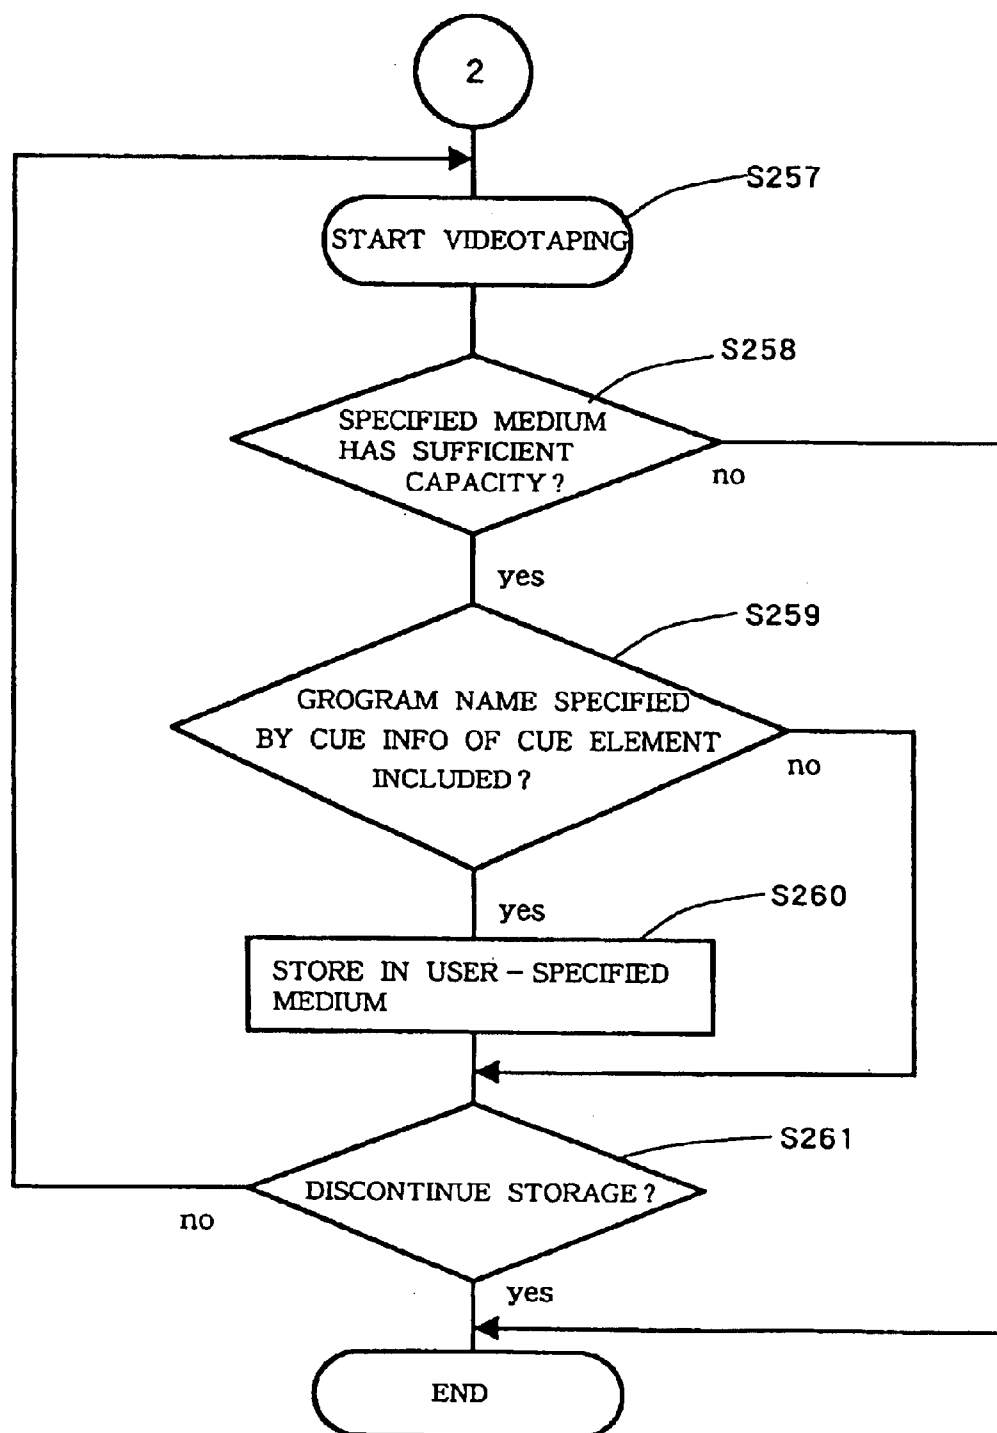 2
S257
START VIDEOTAPING
S258
SPECIFIED MEDIUM
HAS SUFFICIENT
CAPACITY?
no
yes
S259
GROGRAM NAME SPECIFIED
BY CUE INFO OF CUE ELEMENT
INCLUDED?
no
yes
S260
STORE IN USER-SPECIFIED
MEDIUM
S261
DISCONTINUE STORAGE?
no
yes
END